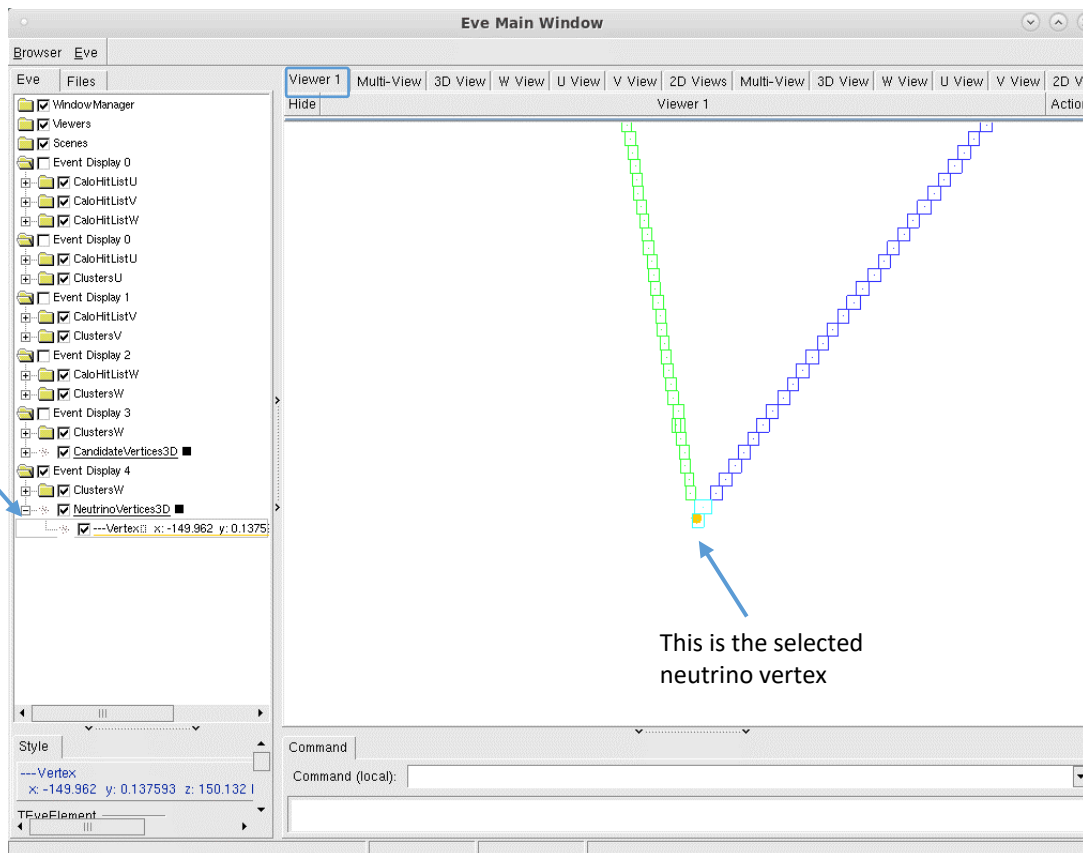 Eve Main Window
Browser Eve
Eve Files
Viewer 1 Multi-View 3D View W View U View V View 2D Views Multi-View 3D View W View U View V View 2D V
Hide Viewer 1 Action
WindowManager
Viewers
Scenes
Event Display 0
CaloHitListU
CaloHitListV
CaloHitListW
Event Display 0
CaloHitListU
ClustersU
Event Display 1
CaloHitListV
ClustersV
Event Display 2
CaloHitListW
ClustersW
Event Display 3
ClustersW
CandidateVertices3D
Event Display 4
ClustersW
NeutrinoVertices3D
---Vertex x: -149.962 y: 0.1375
This is the selected
neutrino vertex
Style
---Vertex
x: -149.962 y: 0.137593 z: 150.132
TEveElement
Command
Command (local):